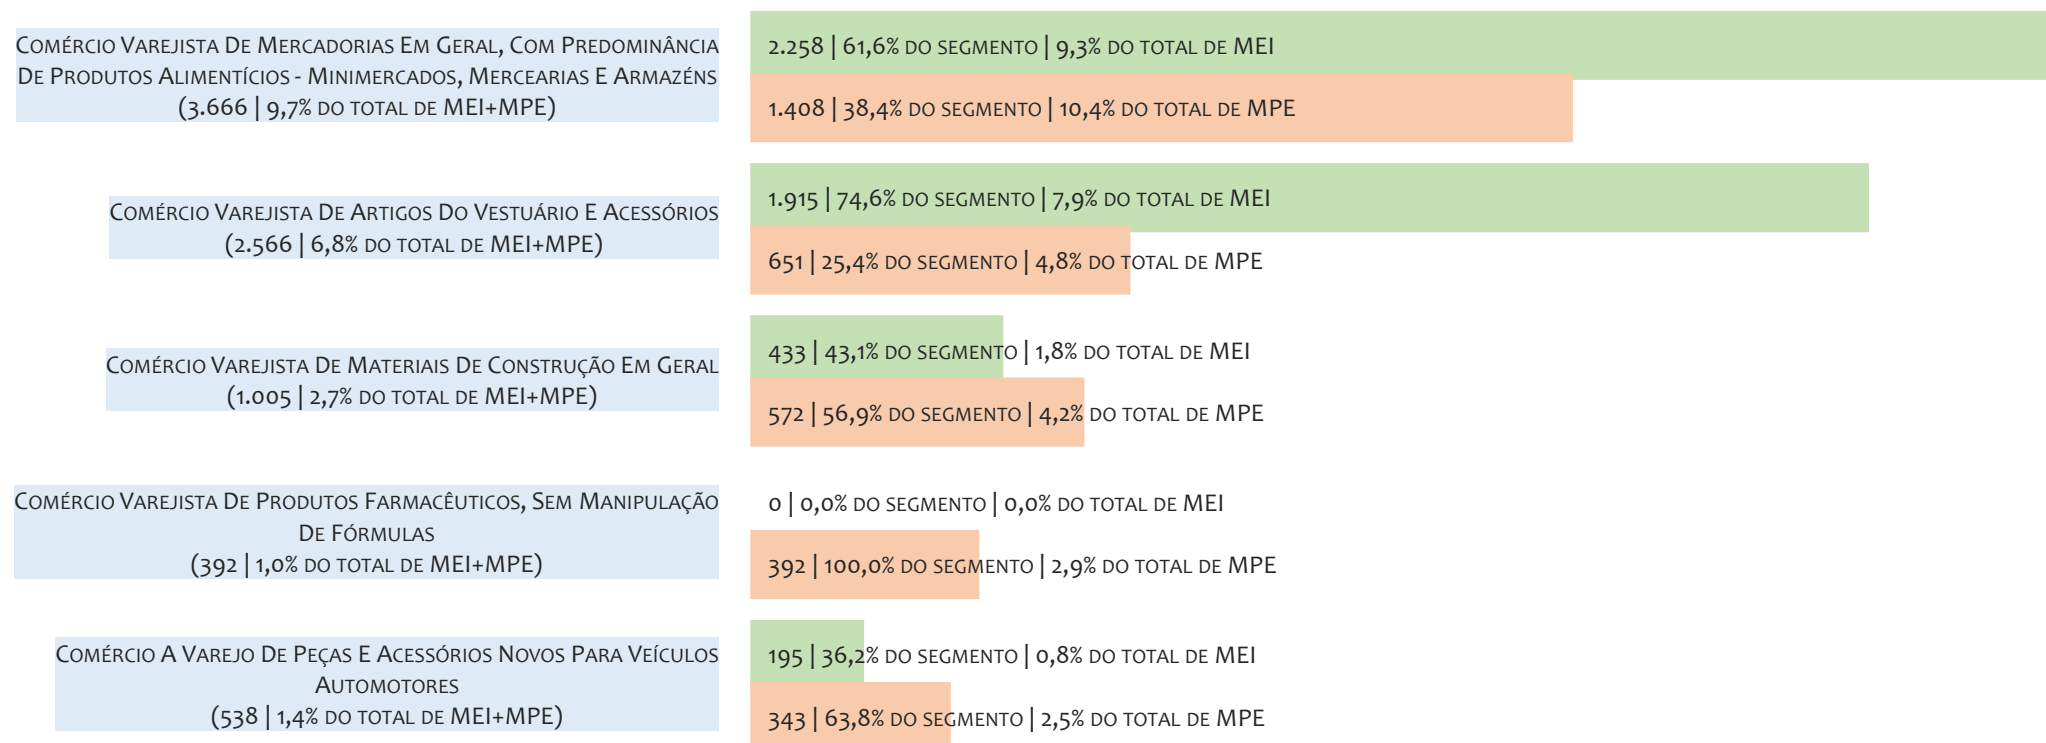 Comércio Varejista De Mercadorias Em Geral, Com Predominância
De Produtos Alimentícios - Minimercados, Mercearias E Armazéns
(3.666 | 9,7% do total de MEI+MPE)
2.258 | 61,6% do segmento | 9,3% do total de MEI
1.408 | 38,4% do segmento | 10,4% do total de MPE
Comércio Varejista De Artigos Do Vestuário E Acessórios
(2.566 | 6,8% do total de MEI+MPE)
1.915 | 74,6% do segmento | 7,9% do total de MEI
651 | 25,4% do segmento | 4,8% do total de MPE
Comércio Varejista De Materiais De Construção Em Geral
(1.005 | 2,7% do total de MEI+MPE)
433 | 43,1% do segmento | 1,8% do total de MEI
572 | 56,9% do segmento | 4,2% do total de MPE
Comércio Varejista De Produtos Farmacêuticos, Sem Manipulação
De Fórmulas
(392 | 1,0% do total de MEI+MPE)
0 | 0,0% do segmento | 0,0% do total de MEI
392 | 100,0% do segmento | 2,9% do total de MPE
Comércio A Varejo De Peças E Acessórios Novos Para Veículos
Automotores
(538 | 1,4% do total de MEI+MPE)
195 | 36,2% do segmento | 0,8% do total de MEI
343 | 63,8% do segmento | 2,5% do total de MPE